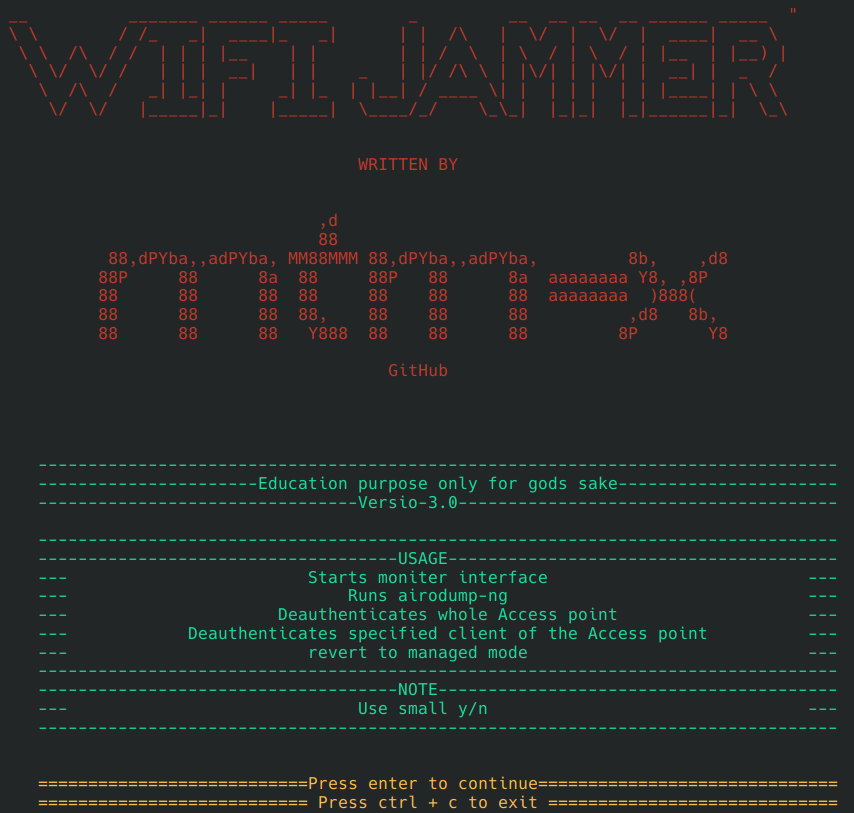 WIFI JAMMER
WRITTEN BY
mtm-x
GitHub
Education purpose only for gods sake
Versio-3.0
USAGE
--- Starts moniter interface ---
--- Runs airodump-ng ---
--- Deauthenticates whole Access point ---
--- Deauthenticates specified client of the Access point ---
--- revert to managed mode ---
NOTE
--- Use small y/n ---
Press enter to continue
Press ctrl + c to exit